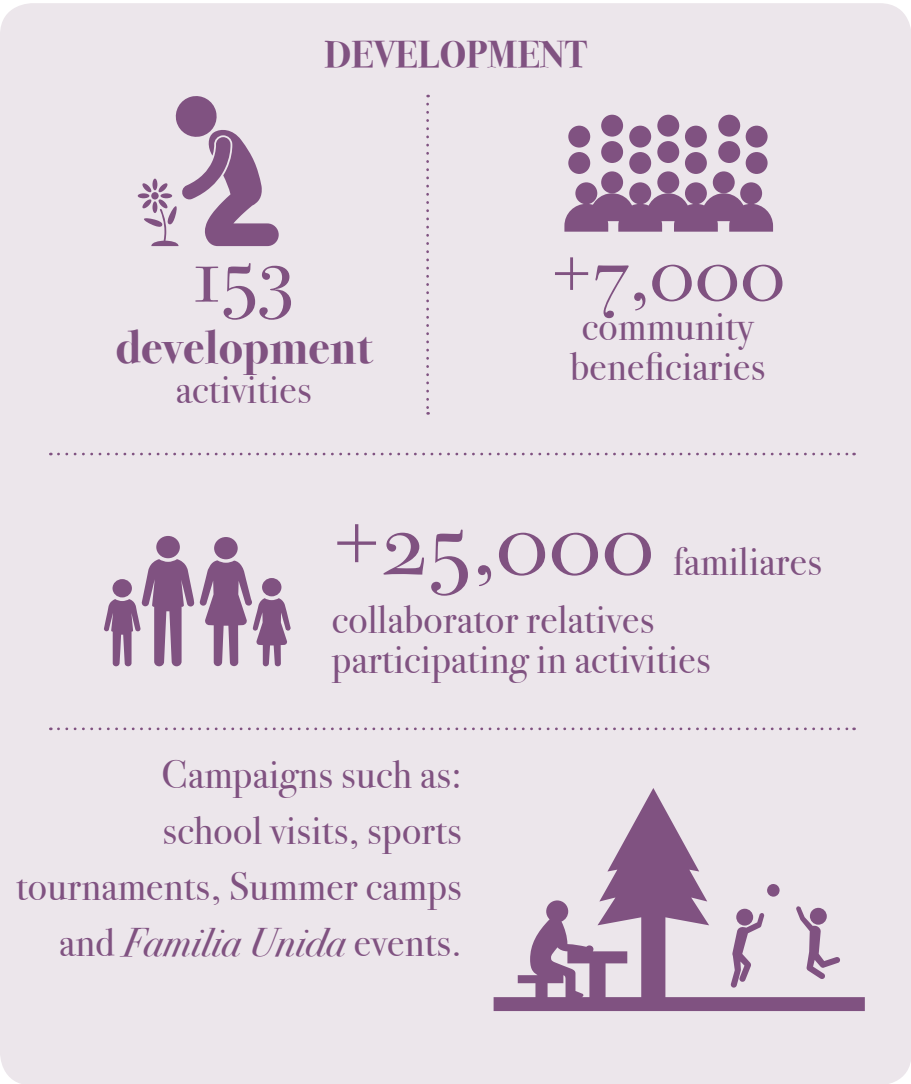 DEVELOPMENT
153
development
activities
+7,000
community
beneficiaries
+25,000 familiares
collaborator relatives
participating in activities
Campaigns such as:
school visits, sports
tournaments, Summer camps
and Familia Unida events.